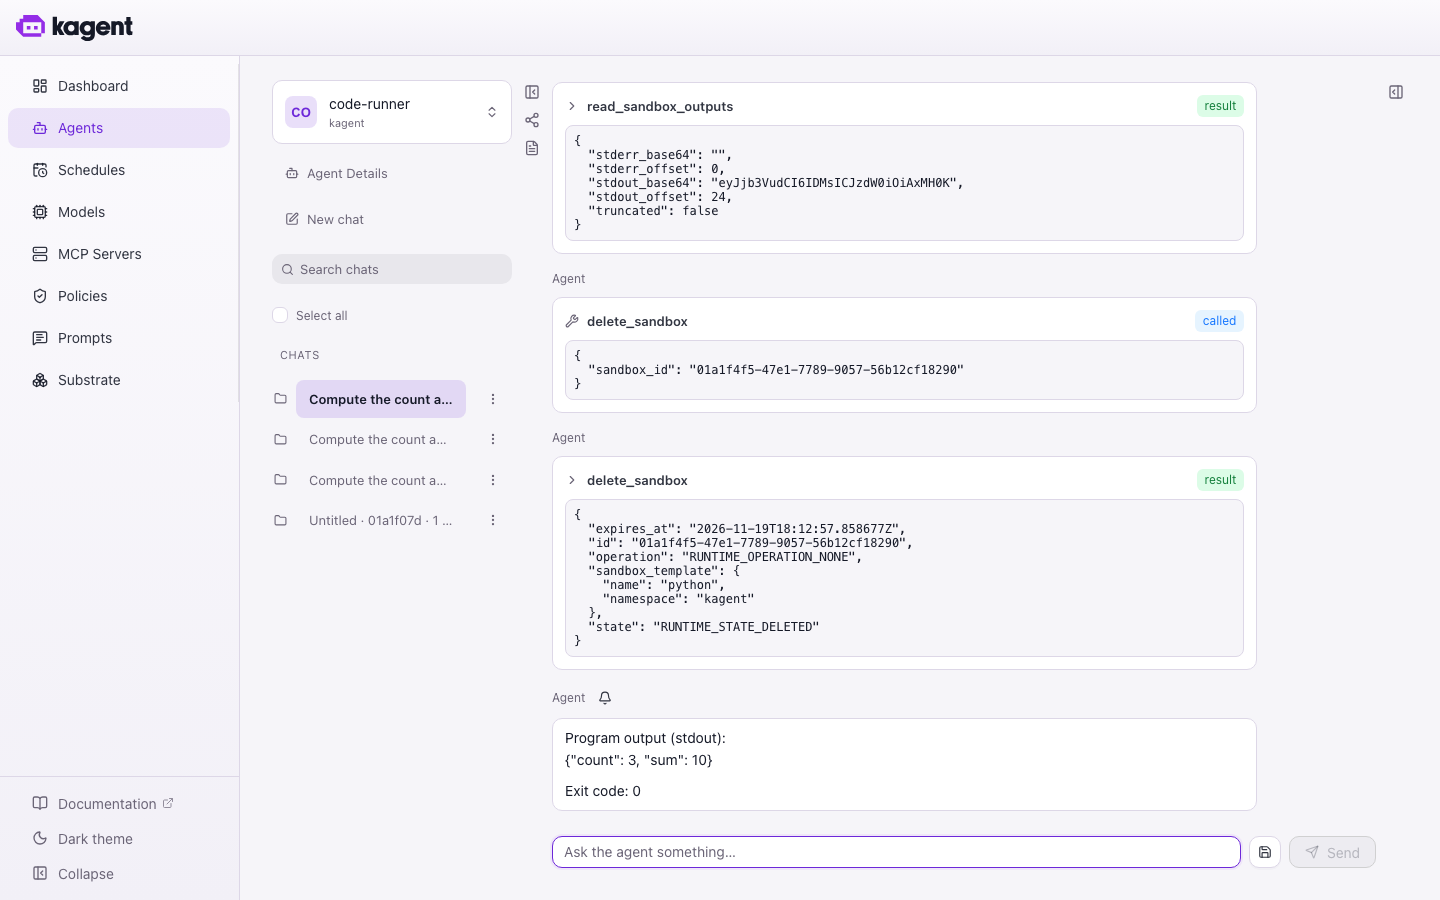 kagent
Dashboard
Agents
Schedules
Models
MCP Servers
Policies
Prompts
Substrate
Documentation
Dark theme
Collapse
CO
code-runner
kagent
Agent Details
New chat
Search chats
Select all
CHATS
Compute the count a...
Compute the count a...
Compute the count a...
Untitled · 01a1f07d · 1 ...
read_sandbox_outputs
result
{
"stderr_base64": "",
"stderr_offset": 0,
"stdout_base64": "eyJjb3VudCI6IDMsICJzdW0iOiAxMH0K",
"stdout_offset": 24,
"truncated": false
}
Agent
delete_sandbox
called
{
"sandbox_id": "01a1f4f5-47e1-7789-9057-56b12cf18290"
}
Agent
delete_sandbox
result
{
"expires_at": "2026-11-19T18:12:57.858677Z",
"id": "01a1f4f5-47e1-7789-9057-56b12cf18290",
"operation": "RUNTIME_OPERATION_NONE",
"sandbox_template": {
"name": "python",
"namespace": "kagent"
},
"state": "RUNTIME_STATE_DELETED"
}
Agent
Program output (stdout):
{"count": 3, "sum": 10}
Exit code: 0
Ask the agent something...
Send